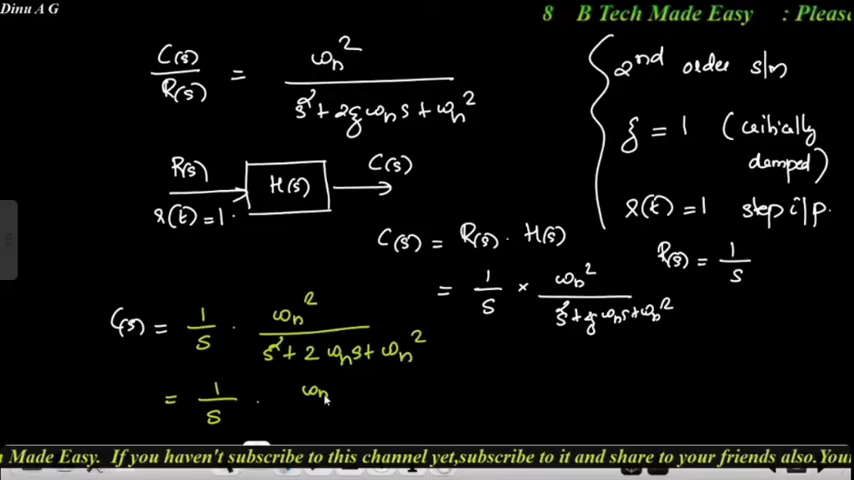 Dinu A G
8 B Tech Made Easy : Please
C(s)/R(s) = ωn² / s²+2ξωns+ωn²
2nd order s/m
ξ = 1 (critically damped)
r(t) = 1 step i/p.
R(s) = 1/s
R(s) H(s) C(s)
r(t) = 1.
C(s) = R(s) . H(s)
= 1/s × ωn² / s²+2ξωns+ωn²
C(s) = 1/s . ωn² / s²+2ωns+ωn²
= 1/s . ωn
n Made Easy. If you haven't subscribe to this channel yet,subscribe to it and share to your friends also.Your